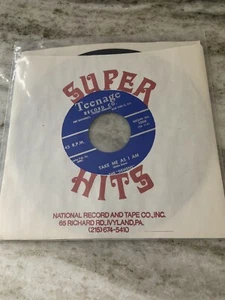 SUPER
Teenage
RECORD CO.
45 R.P.M.
TAKE ME AS I AM
HITS
NATIONAL RECORD AND TAPE CO., INC.
65 RICHARD RD., IVYLAND, PA.
(215) 674-5410